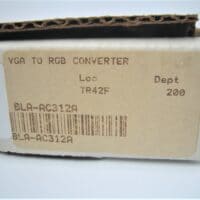 VGA TO RGB CONVERTER
Loc Dept
TR42F 200
BLA-AC312A
BLA-AC312A